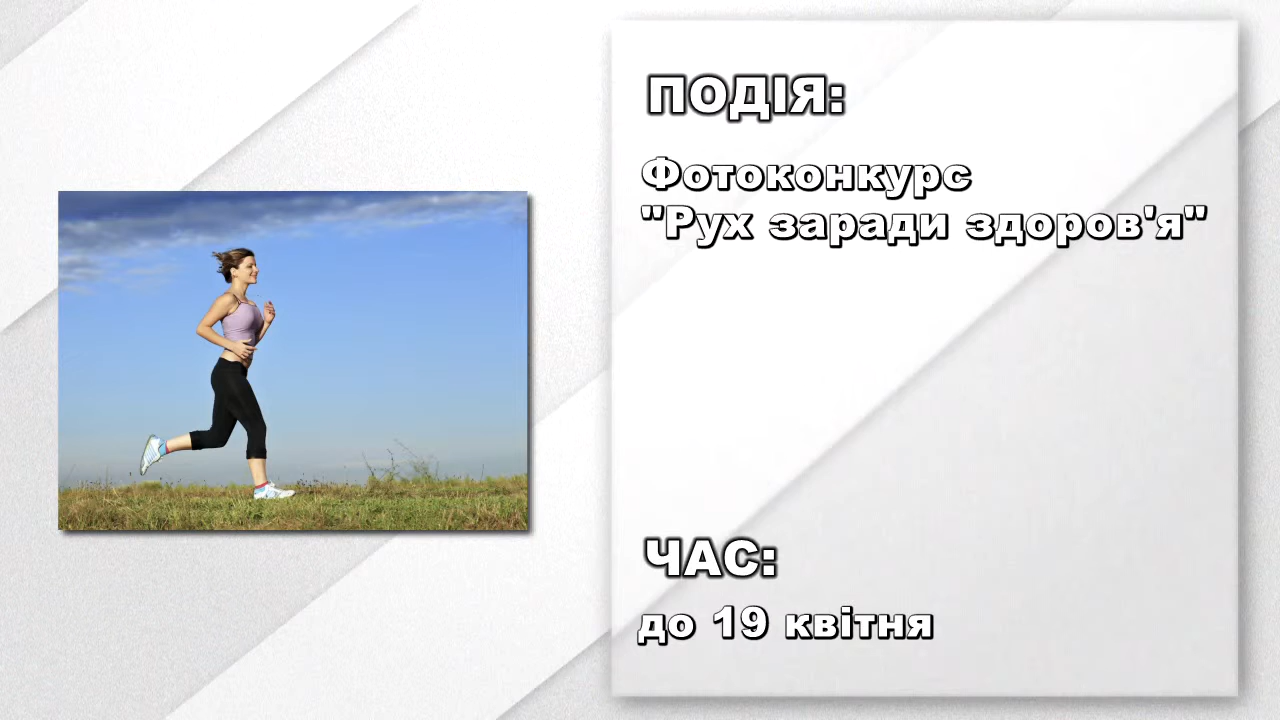 ПОДІЯ:
Фотоконкурс
"Рух заради здоров'я"
ЧАС:
до 19 квітня